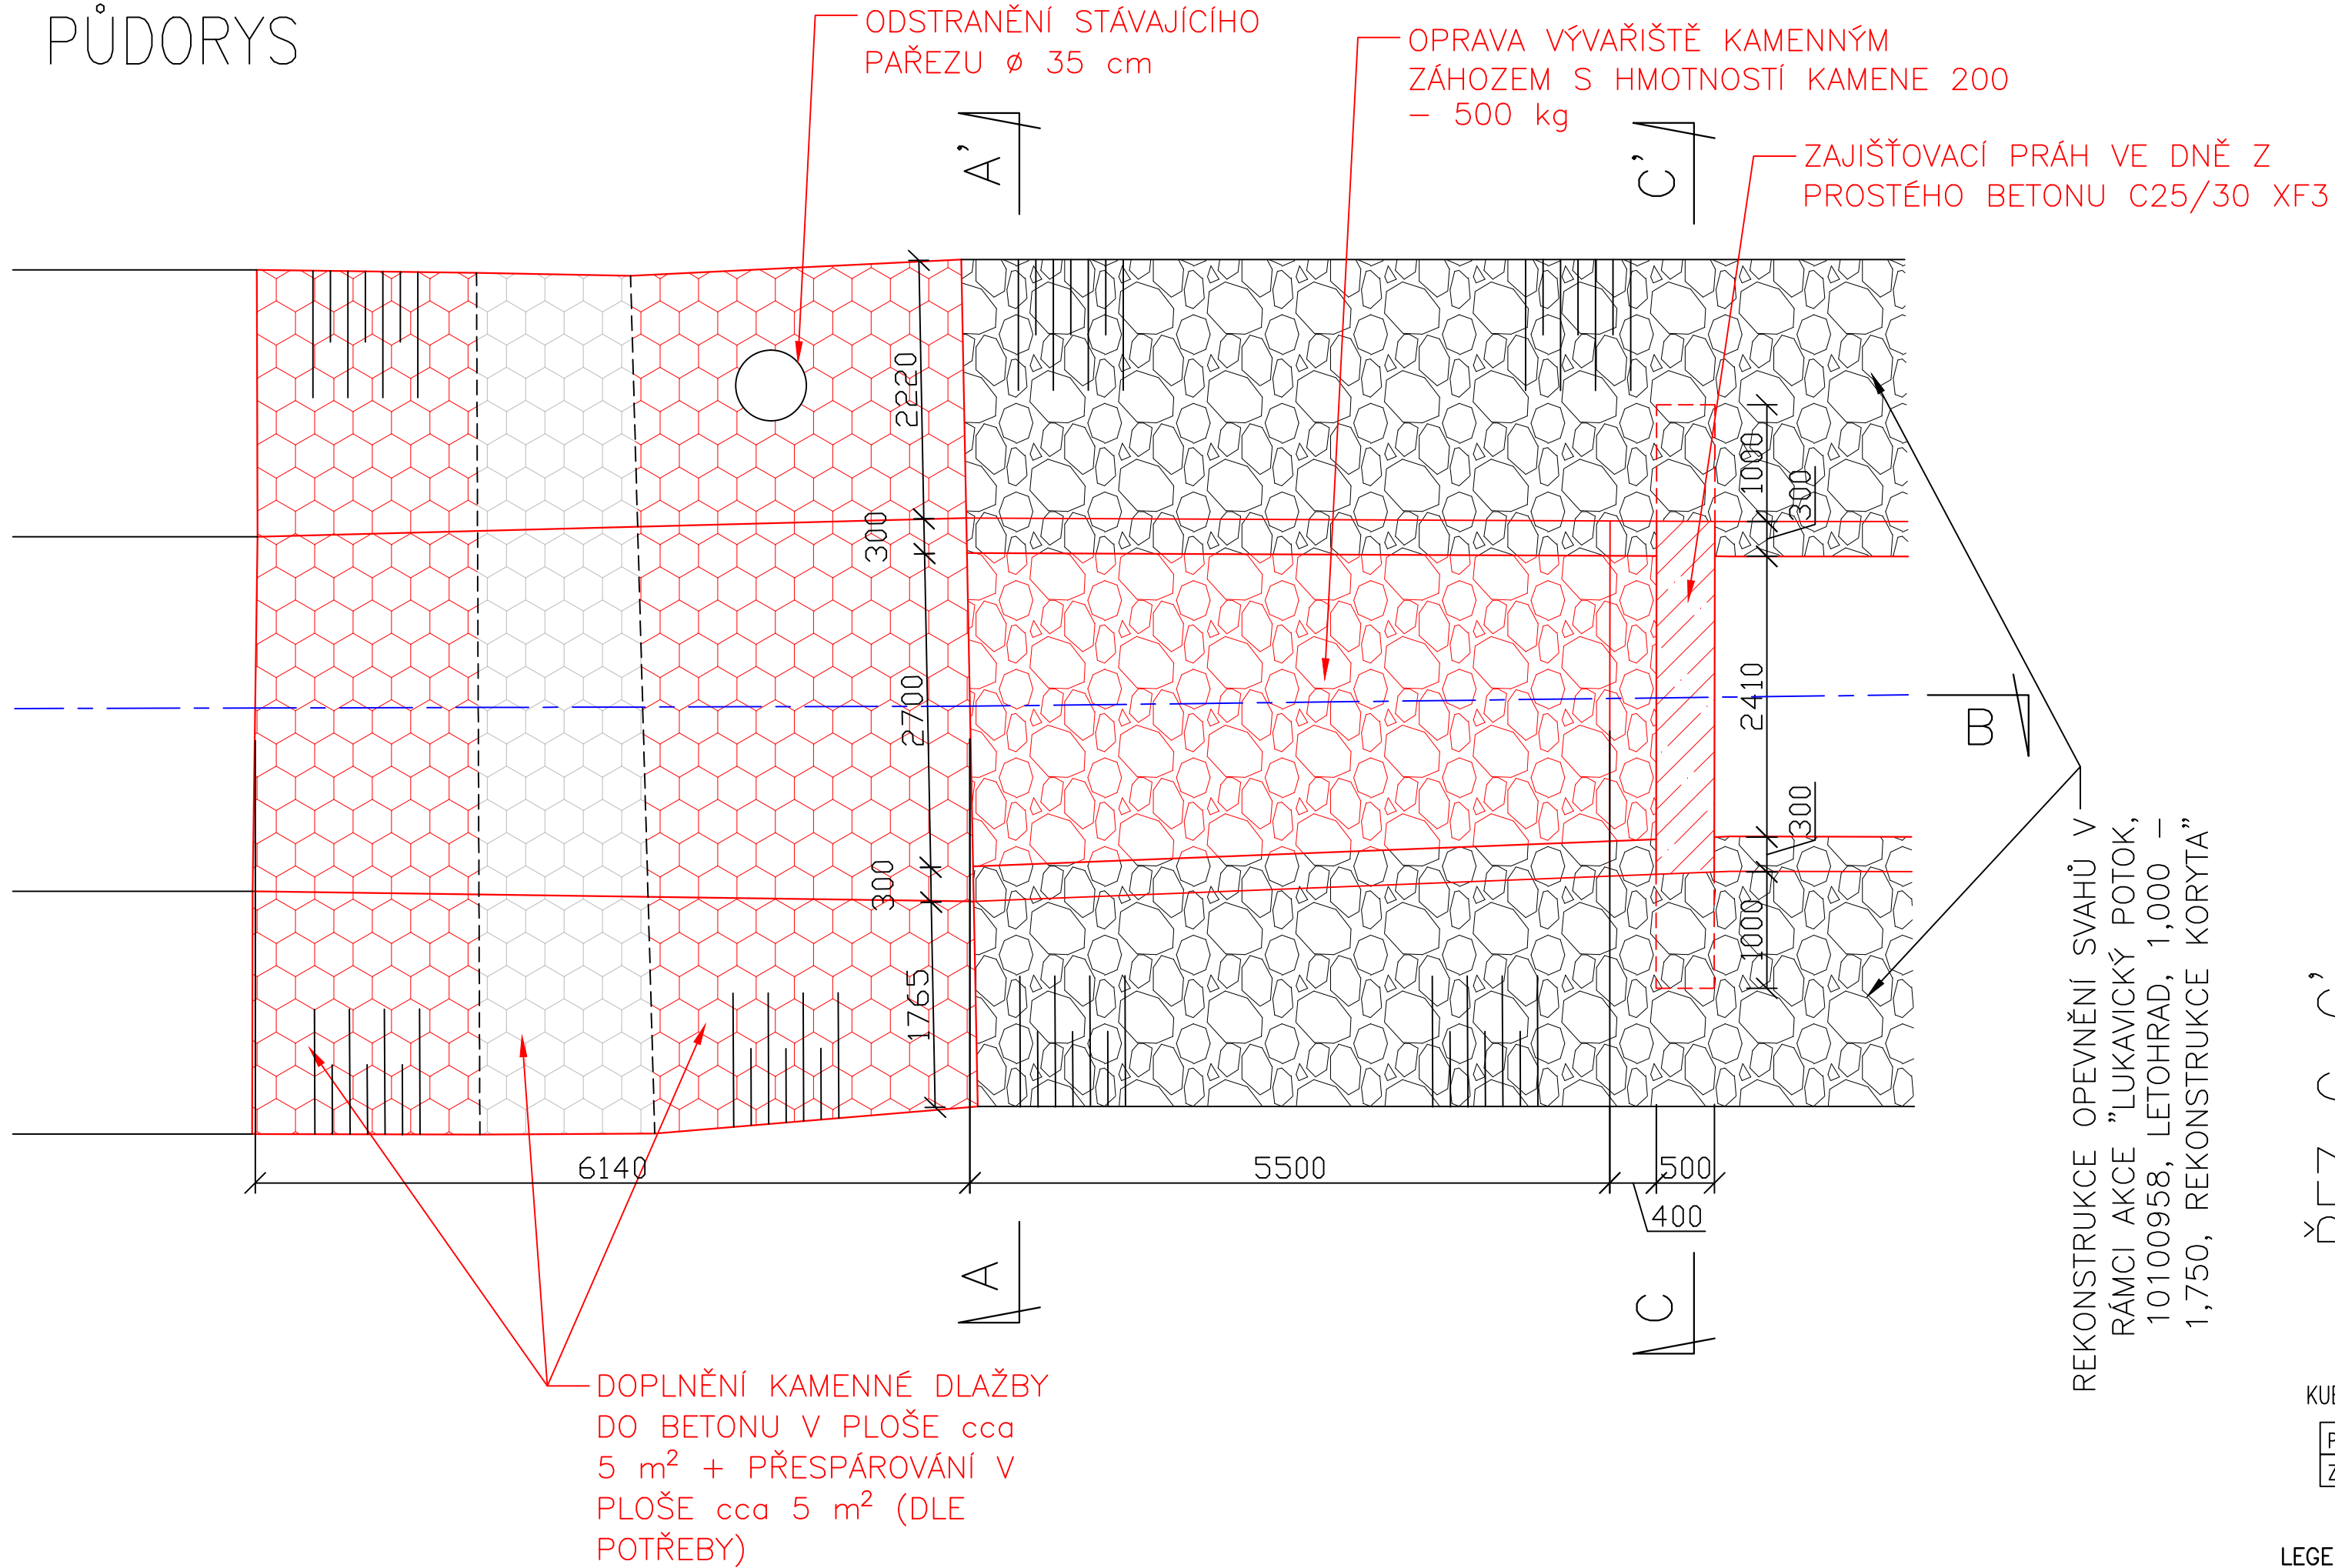 PŮDORYS
ODSTRANĚNÍ STÁVAJÍCÍHO
PAŘEZU ø 35 cm
OPRAVA VÝVAŘIŠTĚ KAMENNÝM
ZÁHOZEM S HMOTNOSTÍ KAMENE 200
– 500 kg
ZAJIŠŤOVACÍ PRÁH VE DNĚ Z
PROSTÉHO BETONU C25/30 XF3
A'
C'
2220
300
2700
300
1765
1000
300
2410
300
1000
B
6140
5500
500
400
A
C
REKONSTRUKCE OPEVNĚNÍ SVAHŮ V
RÁMCI AKCE "LUKAVICKÝ POTOK,
10100958, LETOHRAD, 1,000 –
1,750, REKONSTRUKCE KORYTA"
DOPLNĚNÍ KAMENNÉ DLAŽBY
DO BETONU V PLOŠE cca
5 m² + PŘESPÁROVÁNÍ V
PLOŠE cca 5 m² (DLE
POTŘEBY)